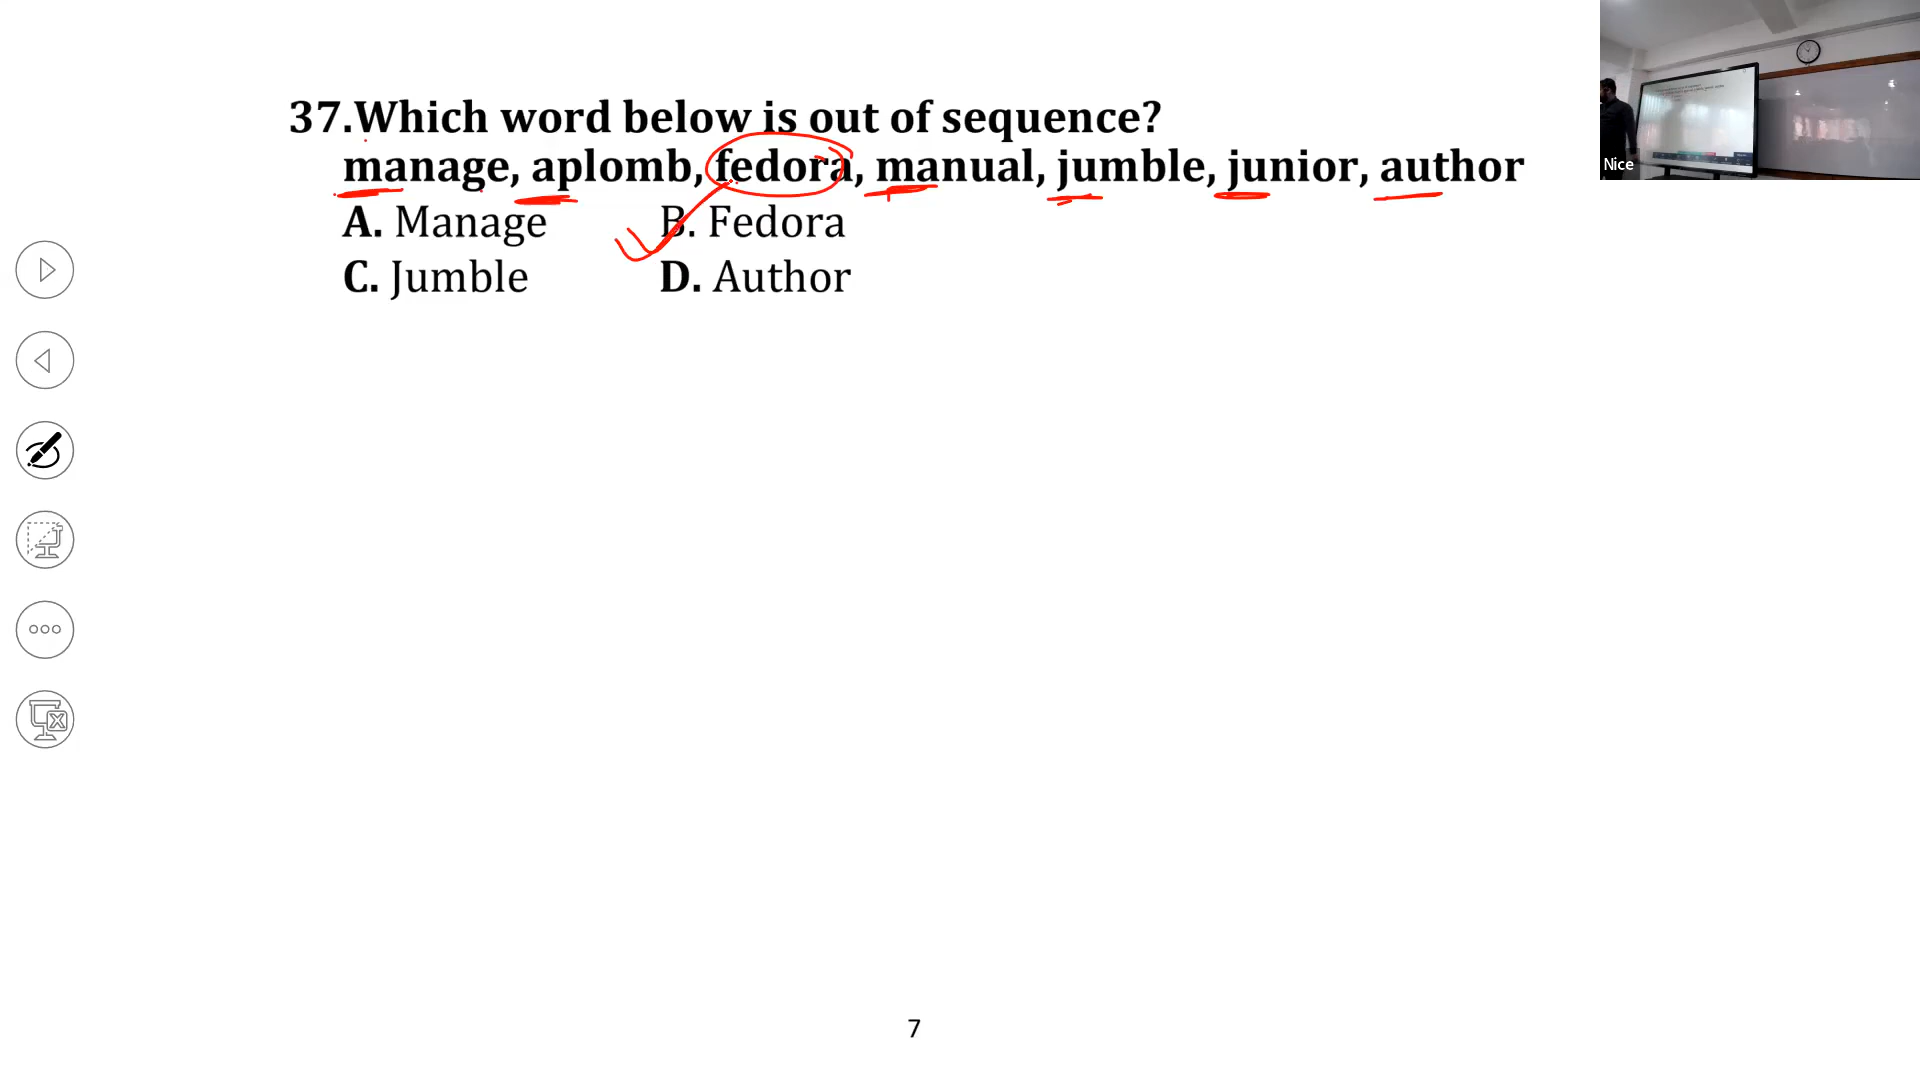 37.Which word below is out of sequence?
manage, aplomb, fedora, manual, jumble, junior, author
A. Manage B. Fedora
C. Jumble D. Author
Nice
7